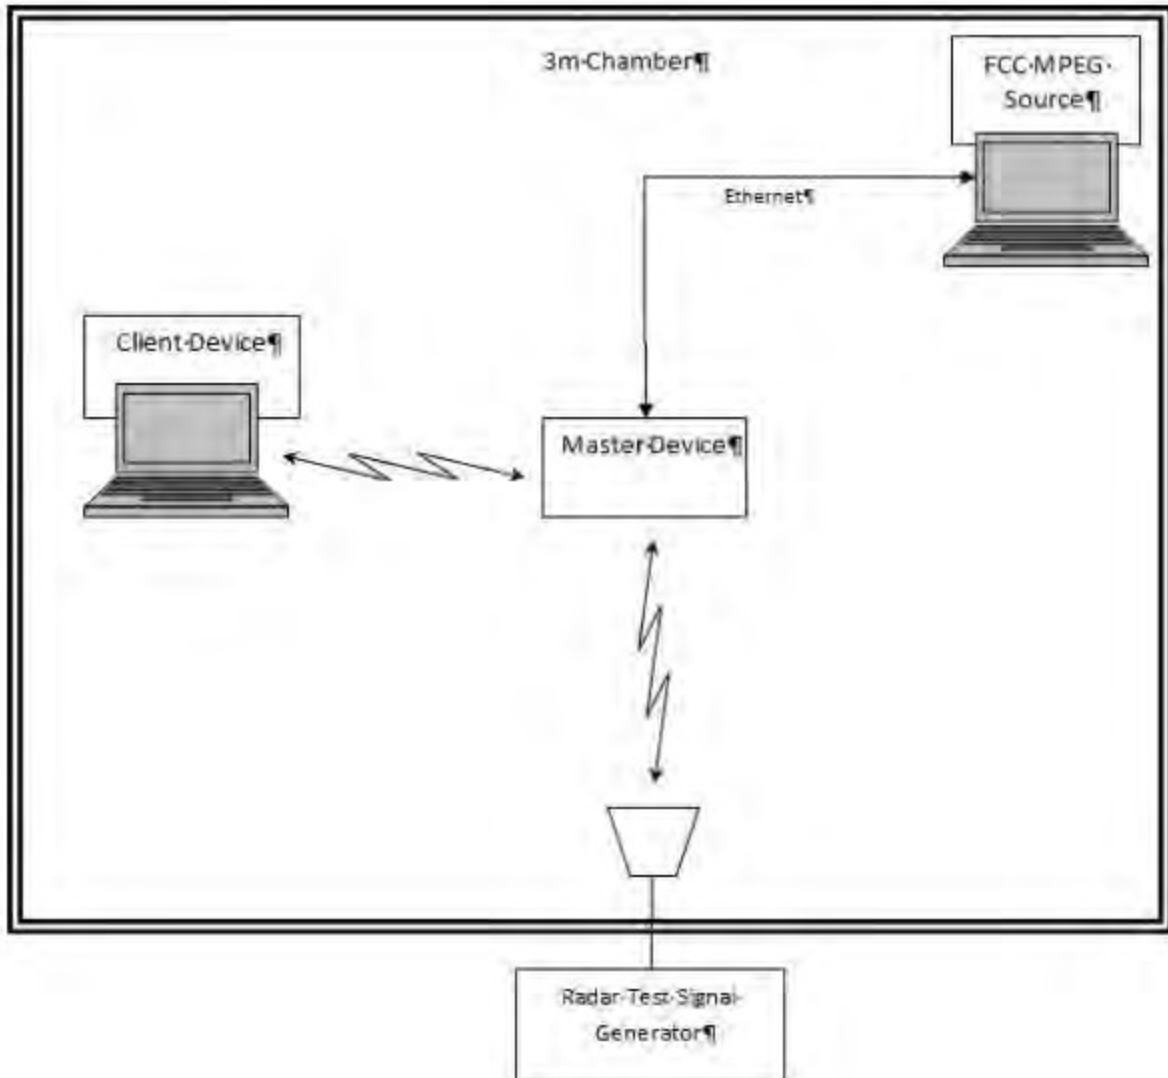 3m·Chamber¶
FCC·MPEG·
Source¶
Ethernet¶
Client·Device¶
Master·Device¶
Radar·Test·Signal·
Generator¶